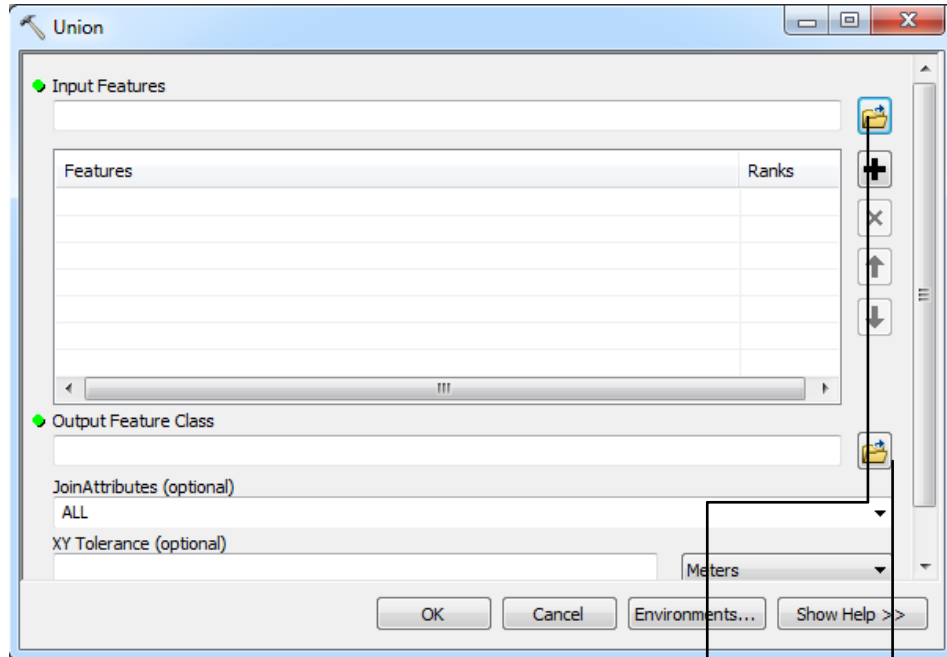 Union
Input Features
Features Ranks
Output Feature Class
JoinAttributes (optional)
ALL
XY Tolerance (optional)
Meters
OK Cancel Environments... Show Help >>